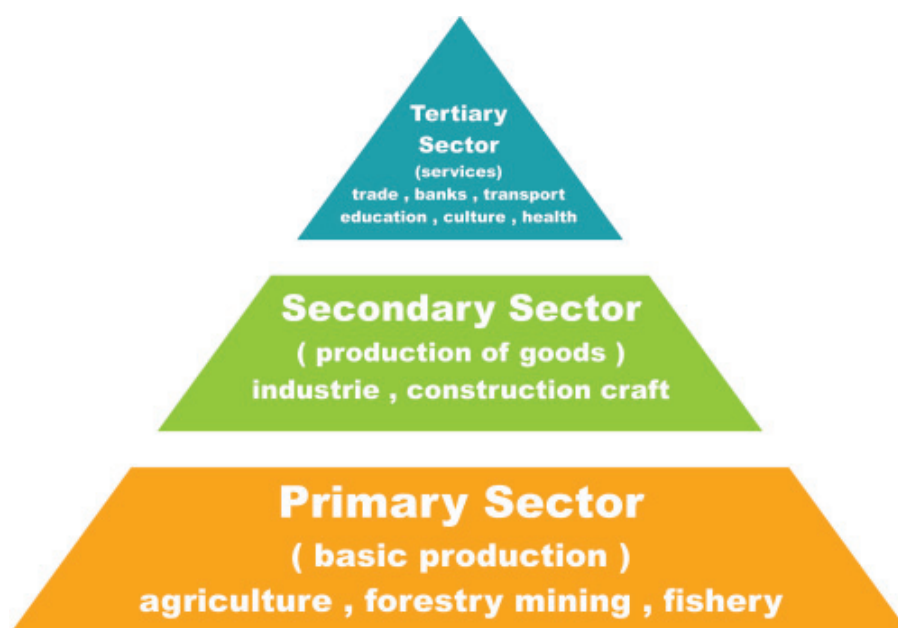 Tertiary
Sector
(services)
trade , banks , transport
education , culture , health
Secondary Sector
( production of goods )
industrie , construction craft
Primary Sector
( basic production )
agriculture , forestry mining , fishery